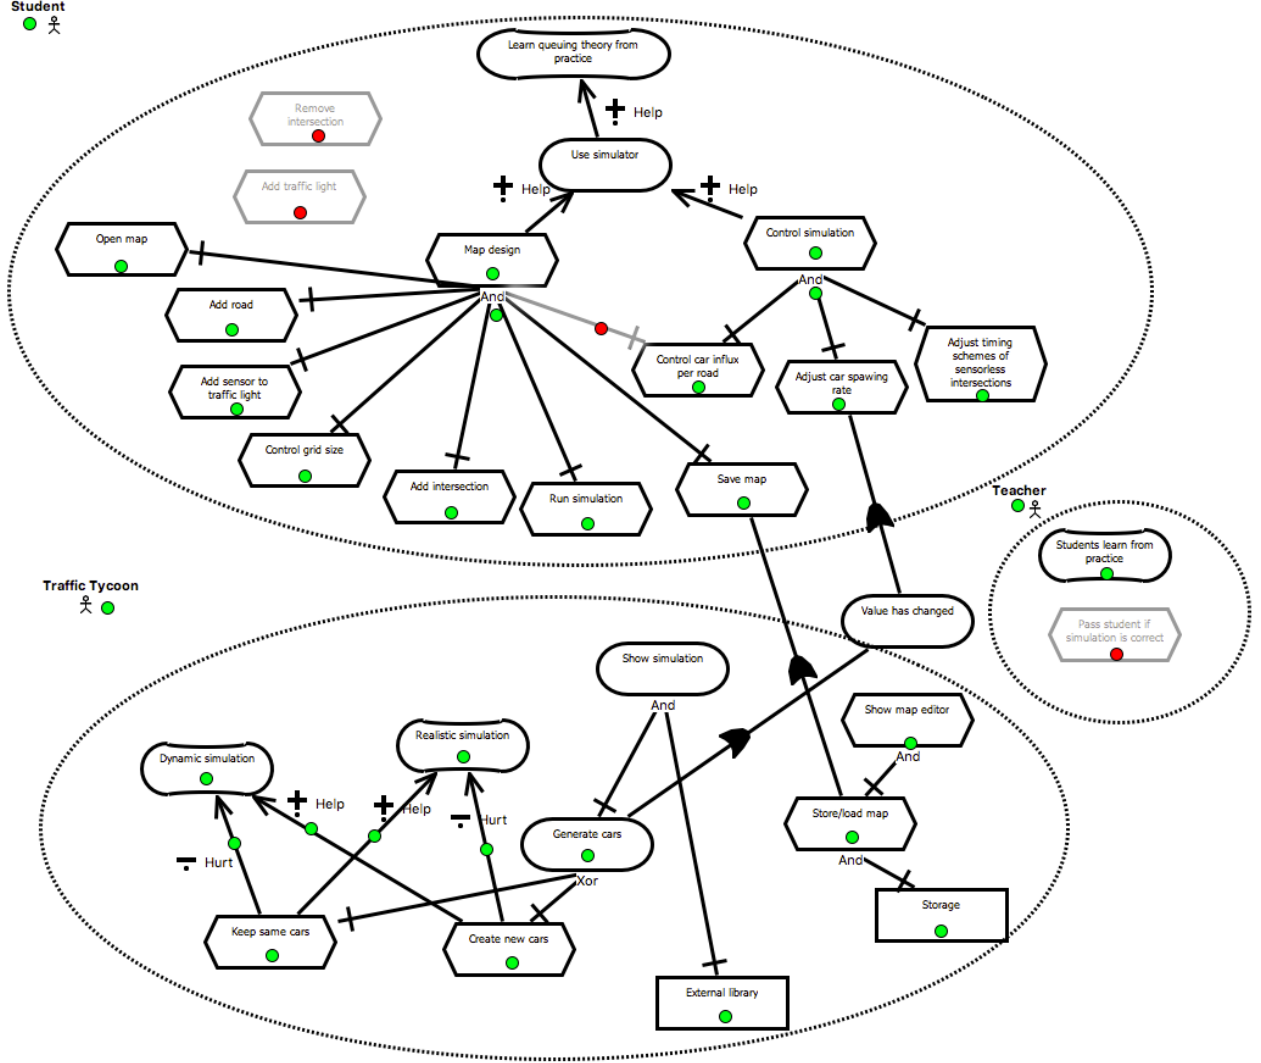 Student
Learn queuing theory from
practice
Remove
intersection
Help
Use simulator
Add traffic light
Help
Help
Open map
Map design
Control simulation
And
And
Add road
Control car influx
per road
Adjust timing
schemes of
sensorless
intersections
Add sensor to
traffic light
Adjust car spawing
rate
Control grid size
Add intersection
Run simulation
Save map
Teacher
Students learn from
practice
Pass student if
simulation is correct
Traffic Tycoon
Value has changed
Show simulation
And
Show map editor
And
Dynamic simulation
Realistic simulation
Help
Help
Hurt
Hurt
Generate cars
Xor
Store/load map
And
Storage
Keep same cars
Create new cars
External library